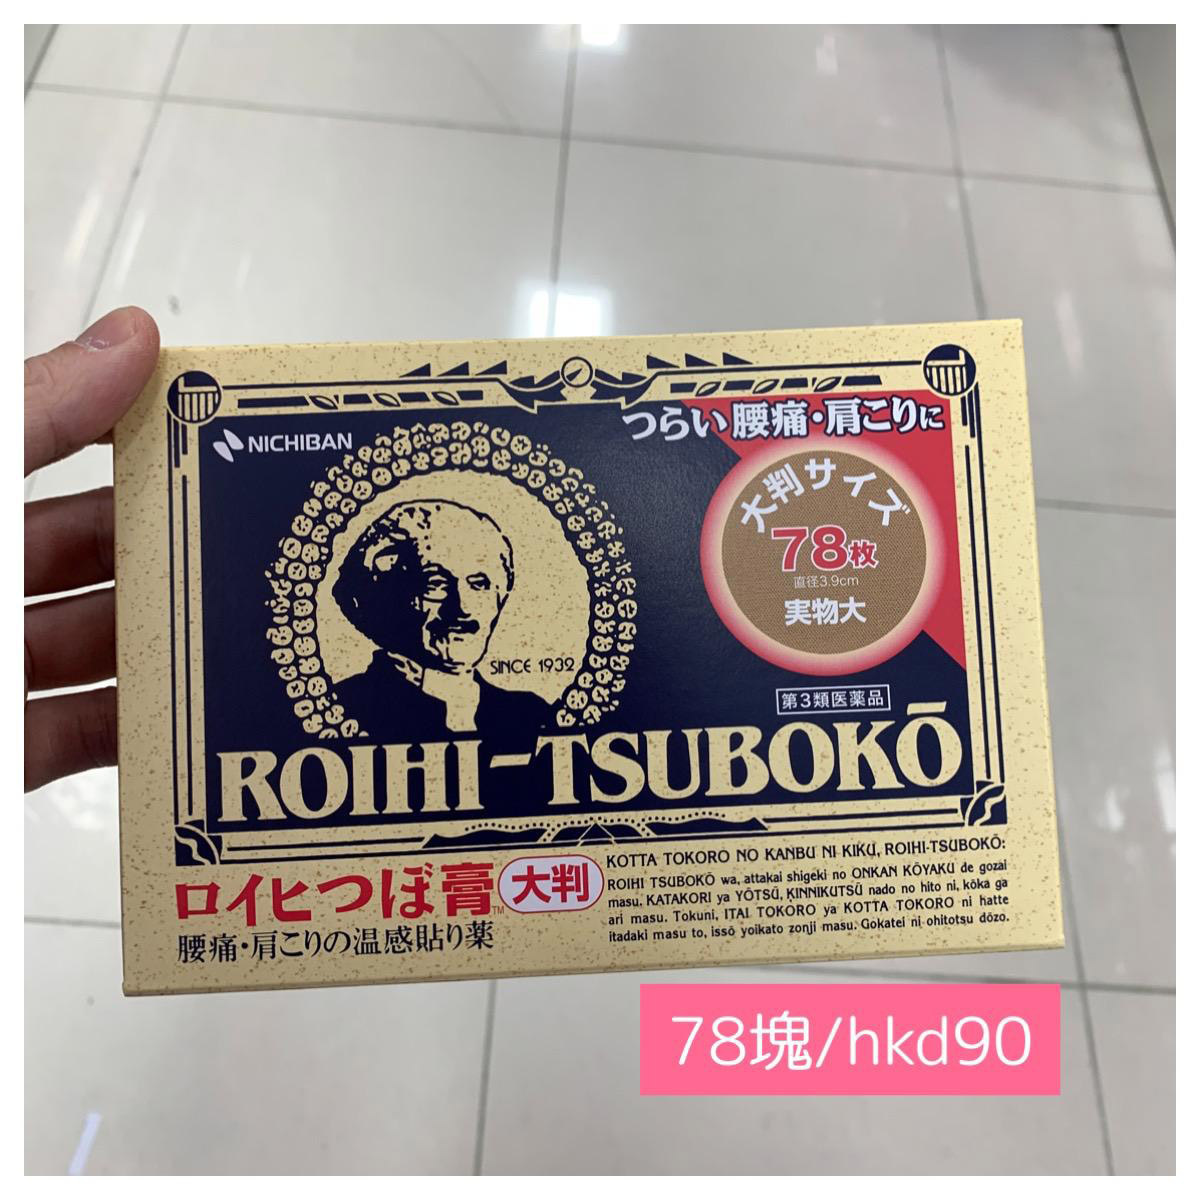 NICHIBAN
つらい腰痛・肩こりに
大判サイズ
78枚
直径3.9cm
実物大
SINCE 1932
第3類医薬品
ROIHI-TSUBOKŌ
ロイヒつぼ膏™ 大判
腰痛・肩こりの温感貼り薬
KOTTA TOKORO NO KANBU NI KIKU, ROIHI-TSUBOKŌ:
ROIHI TSUBOKŌ wa, attakai shigeki no ONKAN KŌYAKU de gozai
masu. KATAKORI ya YŌTSŪ, KINNIKUTSŪ nado no hito ni, kōka ga
ari masu. Tokuni, ITAI TOKORO ya KOTTA TOKORO ni hatte
itadaki masu to, issō yoikato zonji masu. Gokatei ni ohitotsu dōzo.
78塊/hkd90